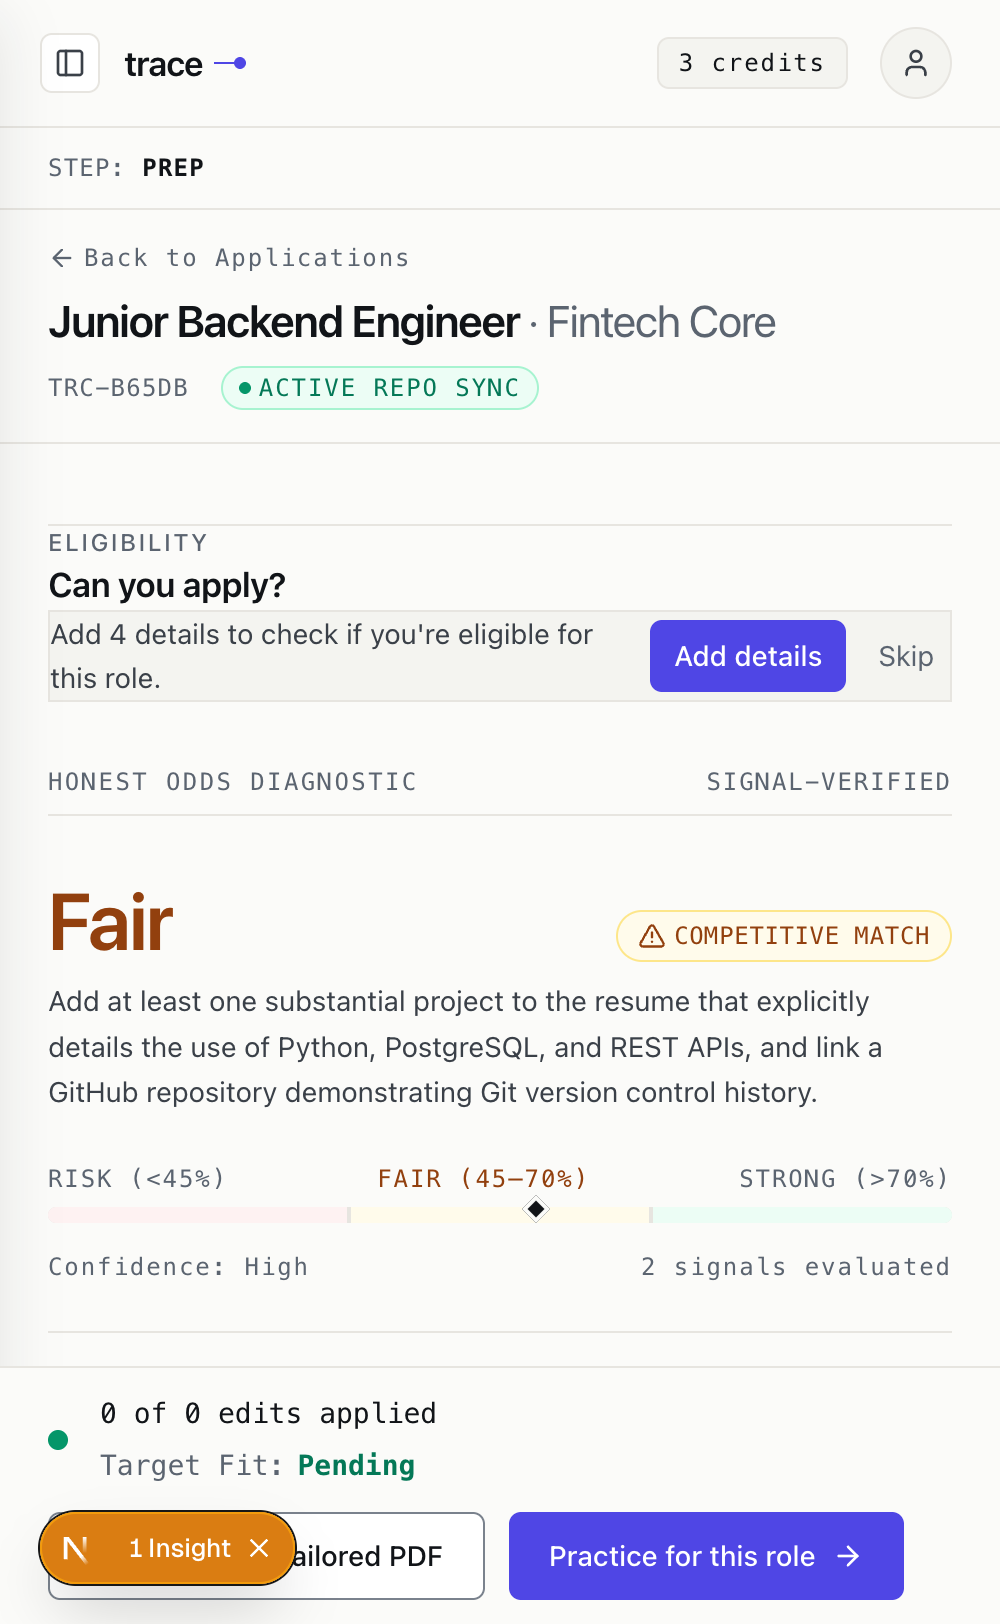 trace
3 credits
STEP: PREP
Back to Applications
Junior Backend Engineer · Fintech Core
TRC-B65DB
ACTIVE REPO SYNC
ELIGIBILITY
Can you apply?
Add 4 details to check if you're eligible for
this role.
Add details
Skip
HONEST ODDS DIAGNOSTIC
SIGNAL-VERIFIED
Fair
COMPETITIVE MATCH
Add at least one substantial project to the resume that explicitly
details the use of Python, PostgreSQL, and REST APIs, and link a
GitHub repository demonstrating Git version control history.
RISK (<45%)
FAIR (45–70%)
STRONG (>70%)
Confidence: High
2 signals evaluated
0 of 0 edits applied
Target Fit: Pending
N
1 Insight
ailored PDF
Practice for this role